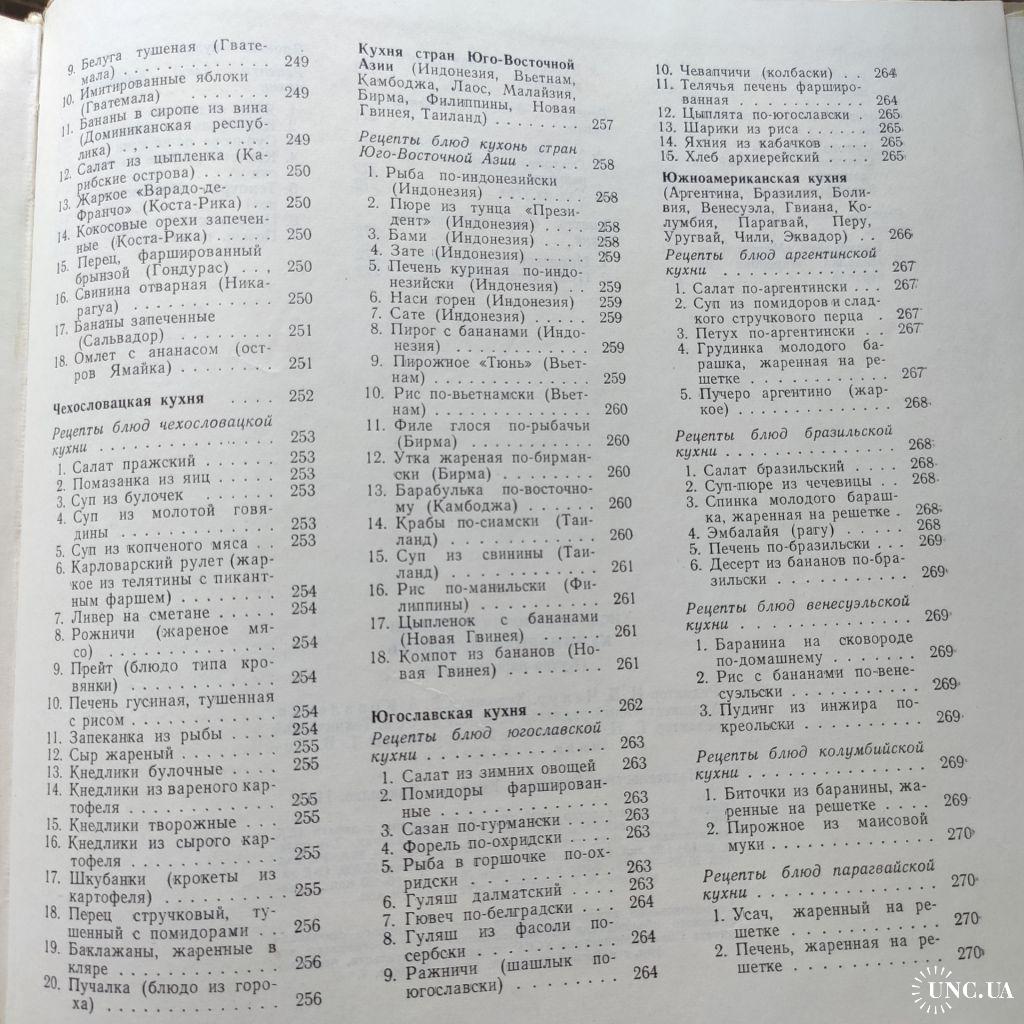 9. Белуга тушеная (Гвате-
мала) . . . . . . . . . . . . 249
10. Имитированные яблоки
(Гватемала) . . . . . . . 249
11. Бананы в сиропе из вина
(Доминиканская респуб-
лика) . , . . . . . . . . . . 249
12. Салат из цыпленка (Ка-
рибские острова) . . . . . 250
13. Жаркое «Варадо-де-
Франчо» (Коста-Рика) . . 250
14. Кокосовые орехи запечен-
ные (Коста-Рика) . . . . . 250
15. Перец, фаршированный
брынзой (Гондурас) . . , 250
16. Свинина отварная (Ника-
рагуа) . . . . . . . . . . . 250
17. Бананы запеченные
(Сальвадор) . . . . . . . 251
18. Омлет с ананасом (ост-
ров Ямайка) . . . . . . . 251
Чехословацкая кухня . . . . 252
Рецепты блюд чехословацкой
кухни . . . . . . . . . . . . 253
1. Салат пражский . . . . . . 253
2. Помазанка из яиц . . . . . 253
3. Суп из булочек . . . . . . 253
4. Суп из молотой говя-
дины . . . . . . . . . . . . 253
5. Суп из копченого мяса . . 253
6. Карловарский рулет (жар-
кое из телятины с пикант-
ным фаршем) . . . . . . . 254
7. Ливер на сметане . . . . 254
8. Рожничи (жареное мя-
со) . . . . . . . . . . . . . 254
9. Прейт (блюдо типа кро-
вянки) . . . . . . . . . . . 254
10. Печень гусиная, тушенная
с рисом . . . . . . . . . . 254
11. Запеканка из рыбы . . . . 254
12. Сыр жареный . . . . . . . 255
13. Кнедлики булочные . . . . 255
14. Кнедлики из вареного кар-
тофеля . . . . . . . . . . . 255
15. Кнедлики творожные . . . 255
16. Кнедлики из сырого кар-
тофеля . . . . . . . . . . . 255
17. Шкубанки (крокеты из
картофеля) . . . . . . . . . 255
18. Перец стручковый, ту-
шенный с помидорами . . 256
19. Баклажаны, жаренные в
кляре . . . . . . . . . . . . 256
20. Пучалка (блюдо из горо-
ха) . . . . . . . . . . . . . 256
Кухня стран Юго-Восточной
Азии (Индонезия, Вьетнам,
Камбоджа, Лаос, Малайзия,
Бирма, Филиппины, Новая
Гвинея, Таиланд) . . . . . . . . 257
Рецепты блюд кухонь стран
Юго-Восточной Азии . . . . . 258
1. Рыба по-индонезийски
(Индонезия) . . . . . . . . 258
2. Пюре из тунца «Прези-
дент» (Индонезия) . . . . 258
3. Бами (Индонезия) . . . . 258
4. Зате (Индонезия) . . . . 259
5. Печень куриная по-индо-
незийски (Индонезия) . . 259
6. Наси горен (Индонезия) 259
7. Сате (Индонезия) . . . . 259
8. Пирог с бананами (Индо-
незия) . . . . . . . . . . . 259
9. Пирожное «Тюнь» (Вьет-
нам) . . . . . . . . . . . . 259
10. Рис по-вьетнамски (Вьет-
нам) . . . . . . . . . . . . 260
11. Филе глося по-рыбачьи
(Бирма) . . . . . . . . . . 260
12. Утка жареная по-бирман-
ски (Бирма) . . . . . . . . 260
13. Барабулька по-восточно-
му (Камбоджа) . . . . . . 260
14. Крабы по-сиамски (Таи-
ланд) . . . . . . . . . . . . 260
15. Суп из свинины (Таи-
ланд) . . . . . . . . . . . . 261
16. Рис по-манильски (Фи-
липпины) . . . . . . . . . 261
17. Цыпленок с бананами
(Новая Гвинея) . . . . . . 261
18. Компот из бананов (Но-
вая Гвинея) . . . . . . . . 261
Югославская кухня . . . . . . 262
Рецепты блюд югославской
кухни . . . . . . . . . . . . . 263
1. Салат из зимних овощей 263
2. Помидоры фарширован-
ные . . . . . . . . . . . . . 263
3. Сазан по-гурмански . . . . 263
4. Форель по-охридски . . . . 263
5. Рыба в горшочке по-ох-
ридски . . . . . . . . . . . 263
6. Гуляш далматский . . . . 263
7. Гювеч по-белградски . . . 264
8. Гуляш из фасоли по-
сербски . . . . . . . . . . . 264
9. Ражничи (шашлык по-
югославски) . . . . . . . . 264
10. Чевапчичи (колбаски) . . 264
11. Телячья печень фарширо-
ванная . . . . . . . . . . . 264
12. Цыплята по-югославски . 265
13. Шарики из риса . . . . . . 265
14. Яхния из кабачков . . . . 265
15. Хлеб архиерейский . . . . 265
Южноамериканская кухня
(Аргентина, Бразилия, Боли-
вия, Венесуэла, Гвиана, Ко-
лумбия, Парагвай, Перу,
Уругвай, Чили, Эквадор) . . 266
Рецепты блюд аргентинской
кухни . . . . . . . . . . . . . 267
1. Салат по-аргентински . . . 267
2. Суп из помидоров и слад-
кого стручкового перца . 267
3. Петух по-аргентински . . 267
4. Грудинка молодого ба-
рашка, жаренная на ре-
шетке . . . . . . . . . . . 267
5. Пучеро аргентино (жар-
кое) . . . . . . . . . . . . 268
Рецепты блюд бразильской
кухни . . . . . . . . . . . . . 268
1. Салат бразильский . . . . 268
2. Суп-пюре из чечевицы . . 268
3. Спинка молодого бараш-
ка, жаренная на решетке . 268
4. Эмбалайя (рагу) . . . . . 268
5. Печень по-бразильски . . . 269
6. Десерт из бананов по-бра-
зильски . . . . . . . . . . . 269
Рецепты блюд венесуэльской
кухни . . . . . . . . . . . . . 269
1. Баранина на сковороде
по-домашнему . . . . . . . 269
2. Рис с бананами по-вене-
суэльски . . . . . . . . . . 269
3. Пудинг из инжира по-
креольски . . . . . . . . . 269
Рецепты блюд колумбийской
кухни . . . . . . . . . . . . . 269
1. Биточки из баранины, жа-
ренные на решетке . . . . 269
2. Пирожное из маисовой
муки . . . . . . . . . . . . 270
Рецепты блюд парагвайской
кухни . . . . . . . . . . . . . 270
1. Усач, жаренный на ре-
шетке . . . . . . . . . . . . 270
2. Печень, жаренная на ре-
шетке . . . . . . . . . . . . 270
UNC.UA